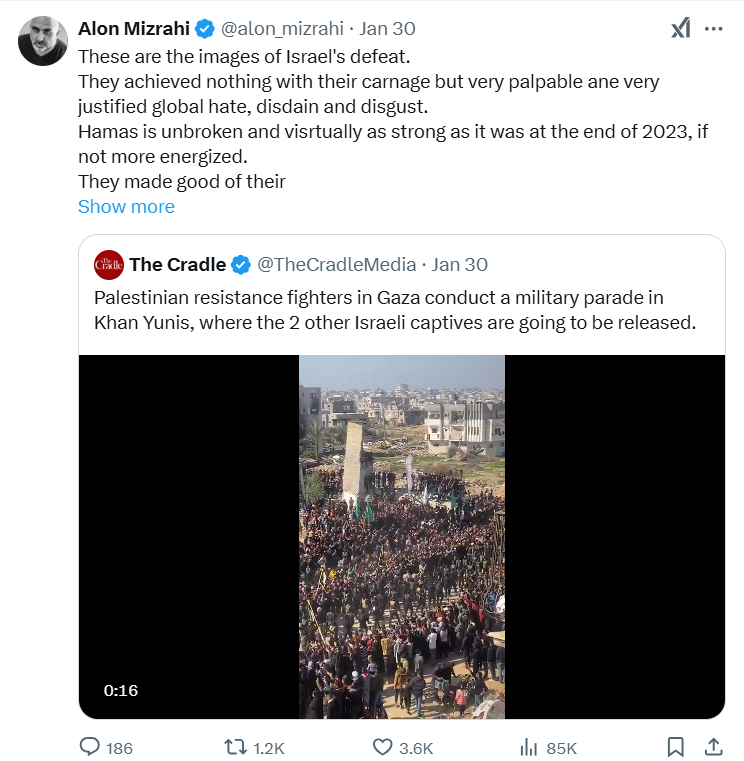 Alon Mizrahi @alon_mizrahi · Jan 30
These are the images of Israel's defeat.
They achieved nothing with their carnage but very palpable ane very
justified global hate, disdain and disgust.
Hamas is unbroken and visrtually as strong as it was at the end of 2023, if
not more energized.
They made good of their
Show more
The Cradle
The Cradle @TheCradleMedia · Jan 30
Palestinian resistance fighters in Gaza conduct a military parade in
Khan Yunis, where the 2 other Israeli captives are going to be released.
0:16
186 1.2K 3.6K 85K